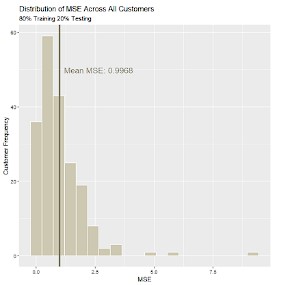 Distribution of MSE Across All Customers
80% Training 20% Testing
60
Mean MSE: 0.9968
40
Customer Frequency
20
0
0.0 2.5 5.0 7.5
MSE